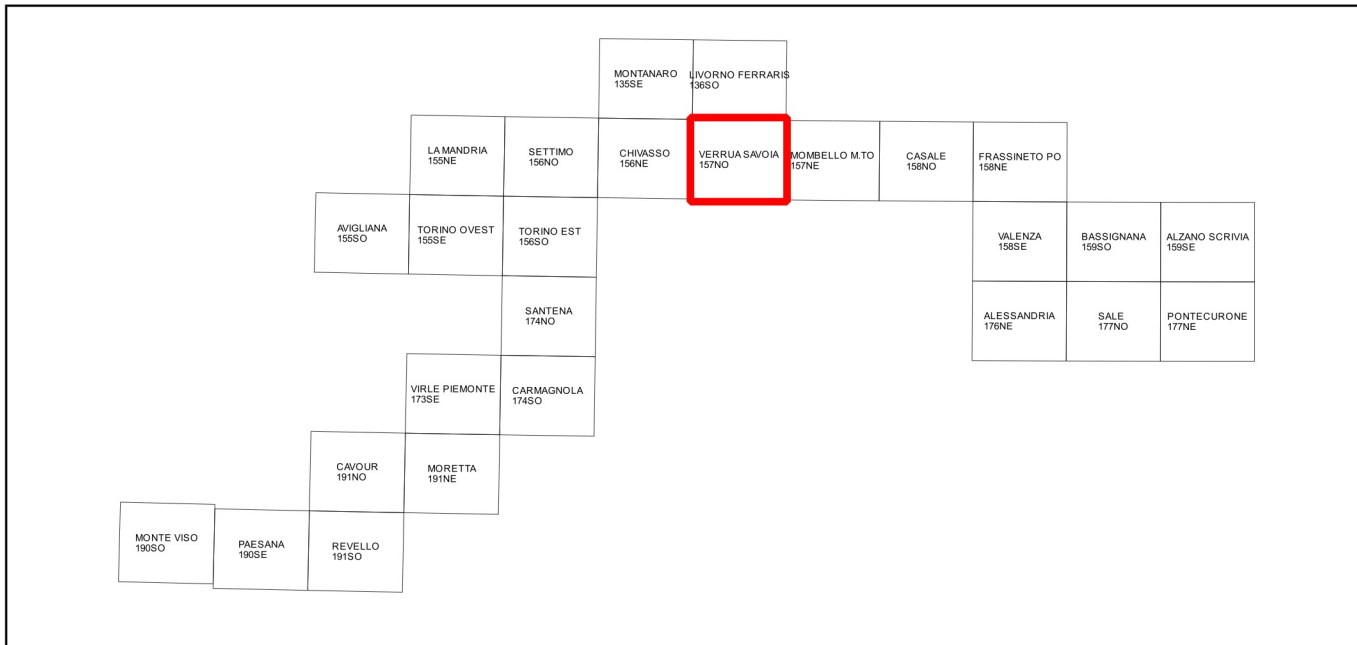 MONTANARO
135SE
LIVORNO FERRARIS
136SO
LA MANDRIA
155NE
SETTIMO
156NO
CHIVASSO
156NE
VERRUA SAVOIA
157NO
MOMBELLO M.TO
157NE
CASALE
158NO
FRASSINETO PO
158NE
AVIGLIANA
155SO
TORINO OVEST
155SE
TORINO EST
156SO
VALENZA
158SE
BASSIGNANA
159SO
ALZANO SCRIVIA
159SE
SANTENA
174NO
ALESSANDRIA
176NE
SALE
177NO
PONTECURONE
177NE
VIRLE PIEMONTE
173SE
CARMAGNOLA
174SO
CAVOUR
191NO
MORETTA
191NE
MONTE VISO
190SO
PAESANA
190SE
REVELLO
191SO